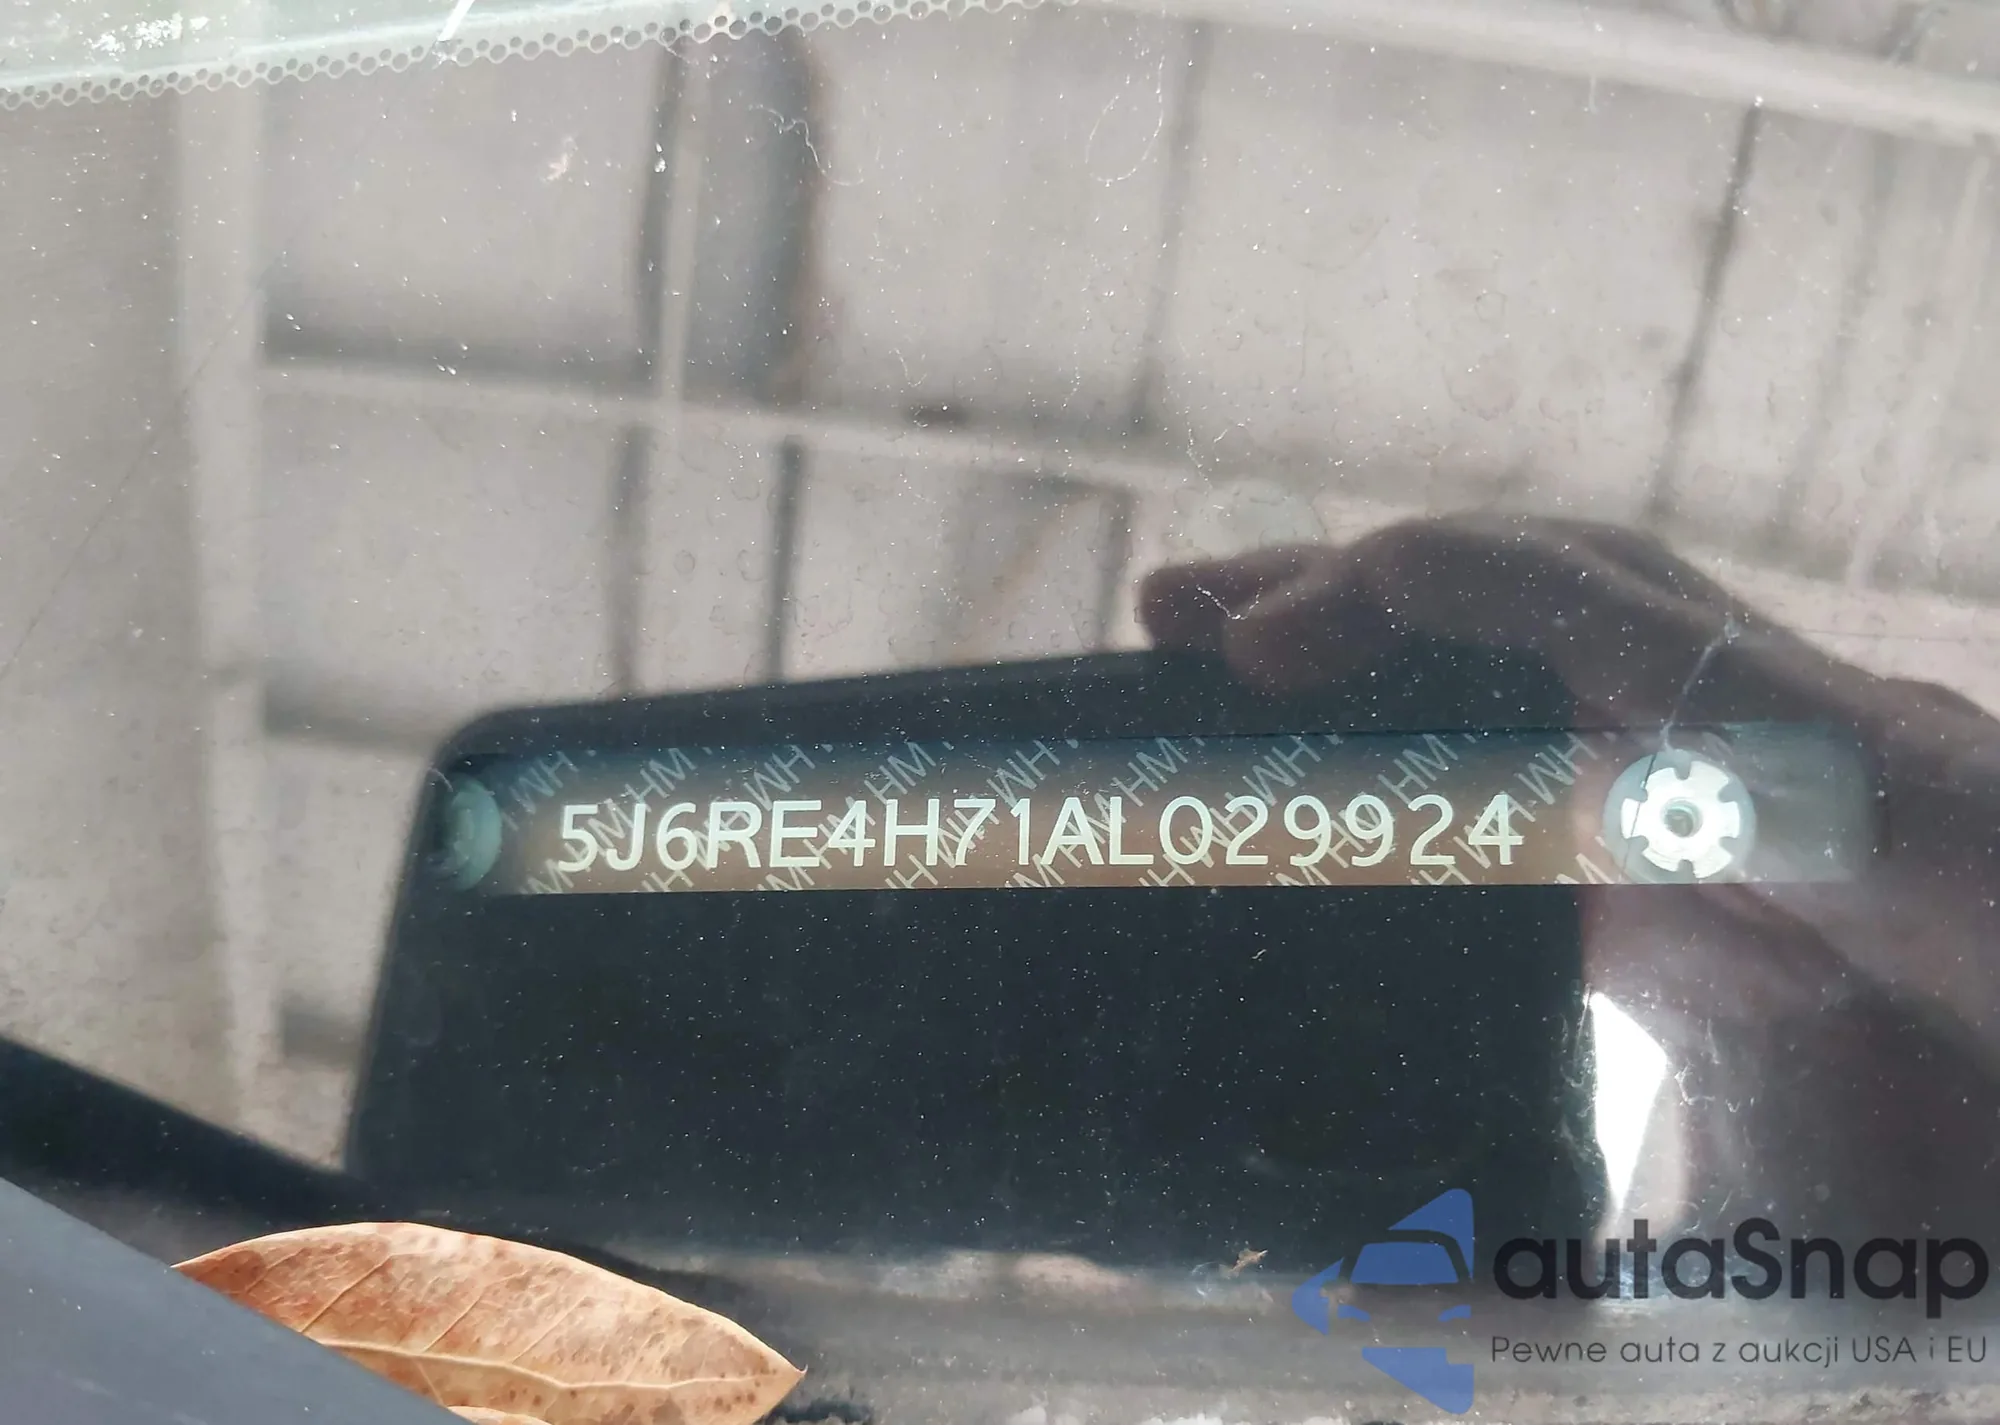 5J6RE4H71AL029924
autaSnap
Pewne auta z aukcji USA i EU